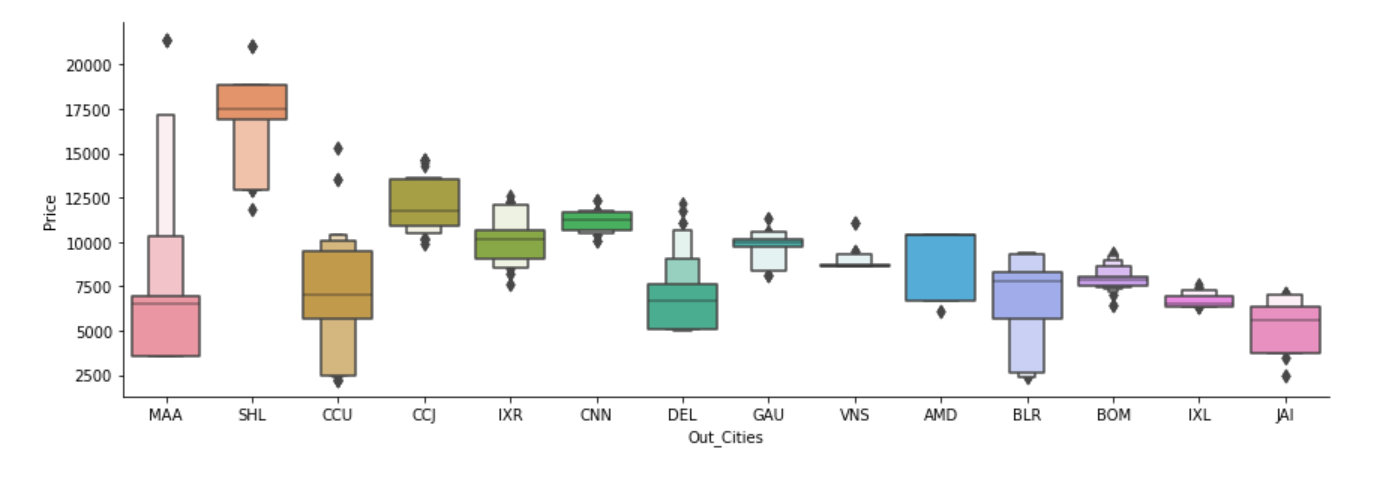 20000
17500
15000
12500
10000
7500
5000
2500
Price
MAA SHL CCU CCJ IXR CNN DEL GAU VNS AMD BLR BOM IXL JAI
Out_Cities